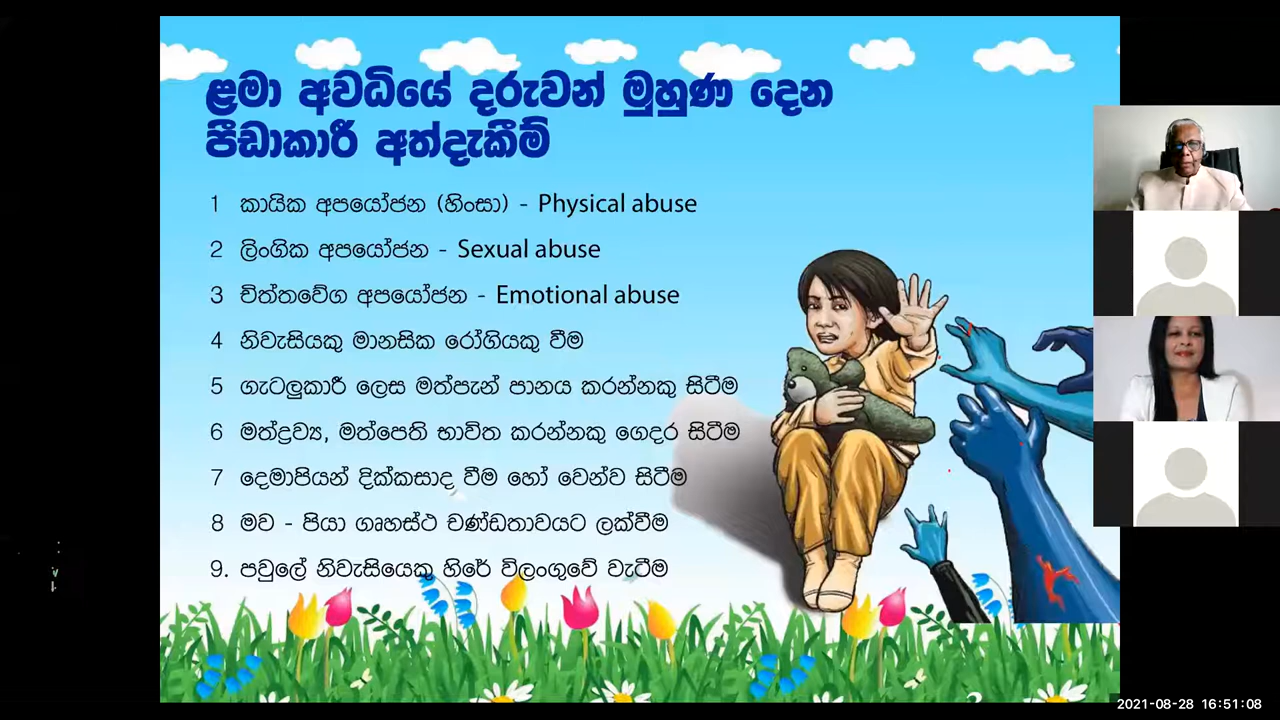 ළමා අවධියේ දරුවන් මුහුණ දෙන
පීඩාකාරී අත්දැකීම්
1 කායික අපයෝජන (හිංසා) - Physical abuse
2 ලිංගික අපයෝජන - Sexual abuse
3 චිත්තවේග අපයෝජන - Emotional abuse
4 නිවැසියකු මානසික රෝගියකු වීම
5 ගැටලුකාරී ලෙස මත්පැන් පානය කරන්නකු සිටීම
6 මත්ද්‍රව්‍ය, මත්පෙති භාවිත කරන්නකු ගෙදර සිටීම
7 දෙමාපියන් දික්කසාද වීම හෝ වෙන්ව සිටීම
8 මව - පියා ගෘහස්ථ චණ්ඩතාවයට ලක්වීම
9. පවුලේ නිවැසියෙකු හිරේ විලංගුවේ වැටීම
2021-08-28 16:51:08